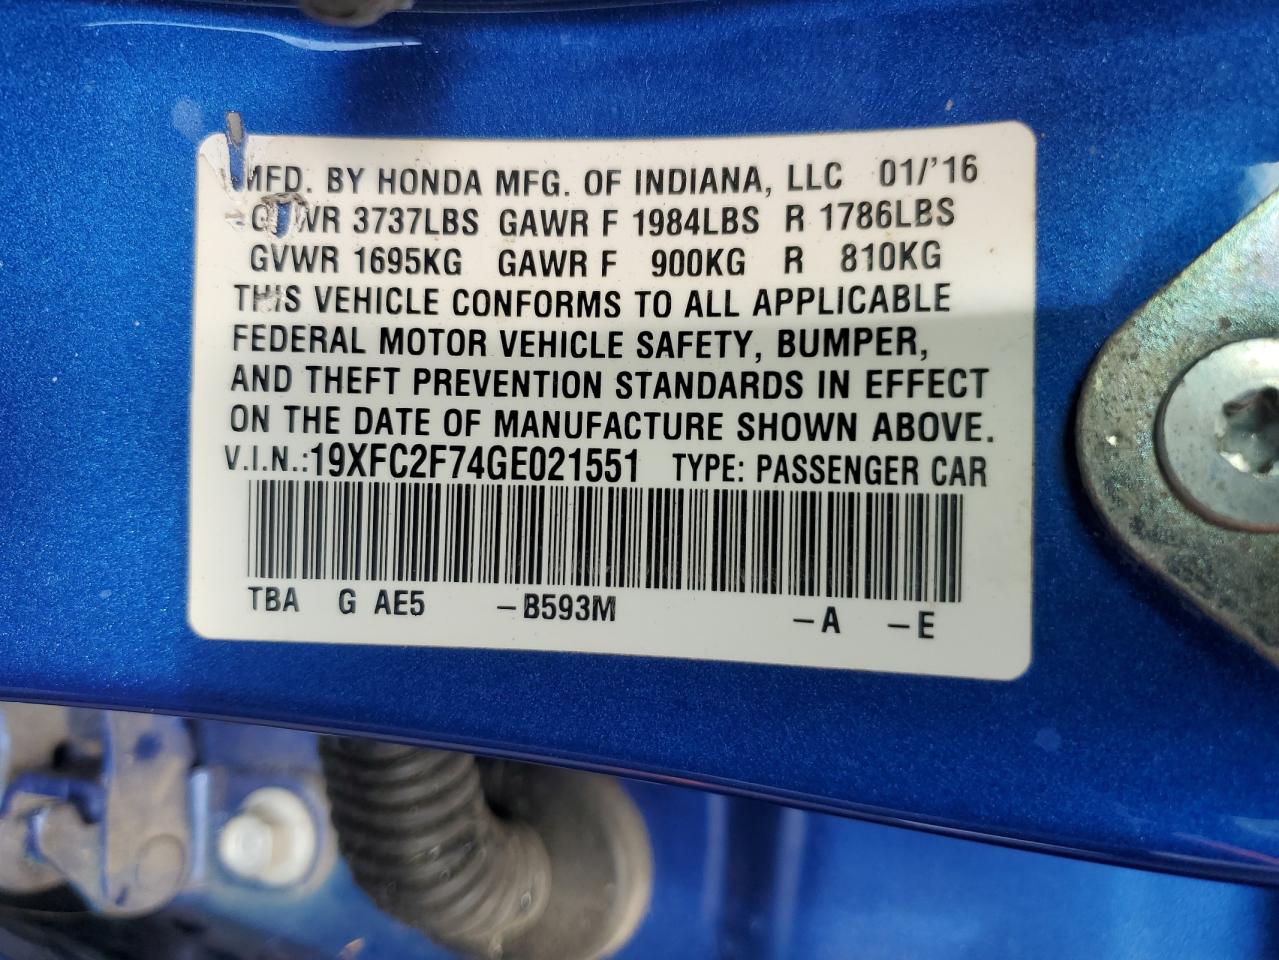 MFD. BY HONDA MFG. OF INDIANA, LLC 01/'16
GVWR 3737LBS GAWR F 1984LBS R 1786LBS
GVWR 1695KG GAWR F 900KG R 810KG
THIS VEHICLE CONFORMS TO ALL APPLICABLE
FEDERAL MOTOR VEHICLE SAFETY, BUMPER,
AND THEFT PREVENTION STANDARDS IN EFFECT
ON THE DATE OF MANUFACTURE SHOWN ABOVE.
V.I.N.:19XFC2F74GE021551 TYPE: PASSENGER CAR
TBA G AE5 -B593M -A -E